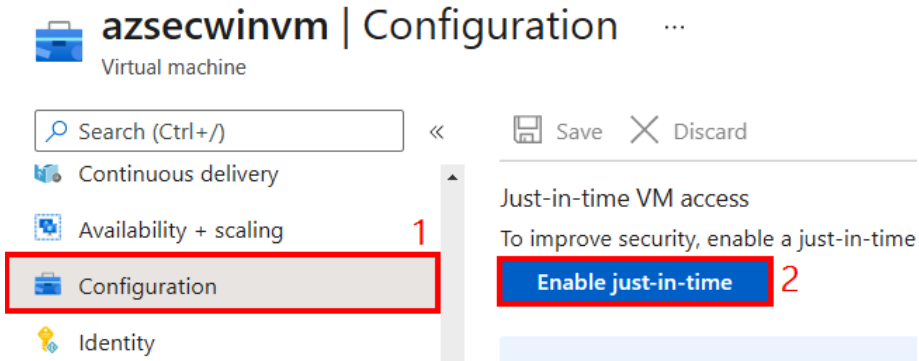 azsecwinvm | Configuration ...
Virtual machine
Search (Ctrl+/)
«
Save
Discard
Continuous delivery
Availability + scaling
1
Configuration
Identity
Just-in-time VM access
To improve security, enable a just-in-time
Enable just-in-time
2